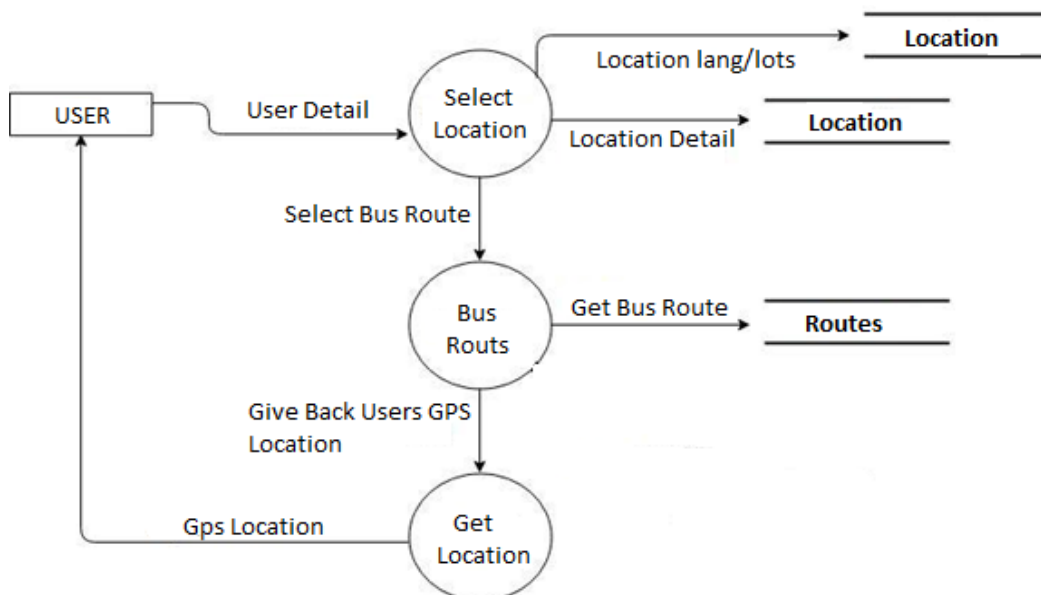 Location
Location lang/lots
USER
User Detail
Select
Location
Location
Location Detail
Select Bus Route
Bus
Routs
Get Bus Route
Routes
Give Back Users GPS
Location
Gps Location
Get
Location